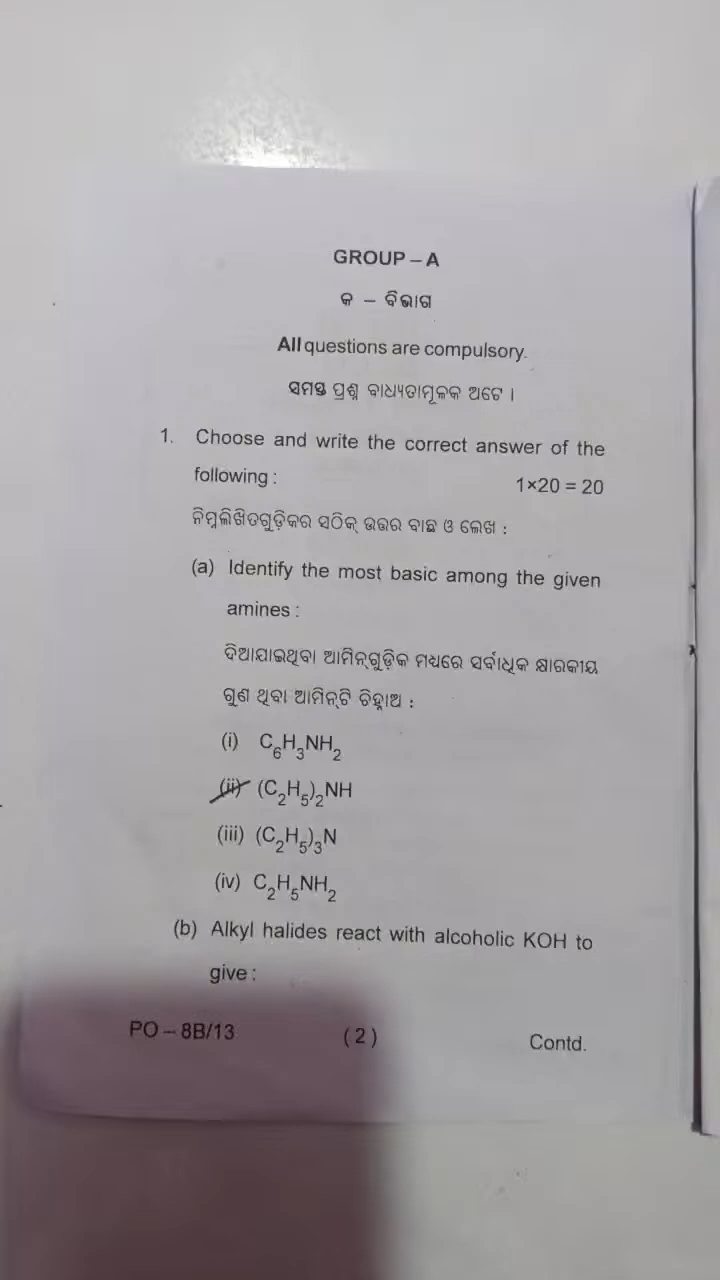 GROUP – A
କ – ବିଭାଗ
All questions are compulsory.
ସମସ୍ତ ପ୍ରଶ୍ନ ବାଧ୍ୟତାମୂଳକ ଅଟେ ।
1. Choose and write the correct answer of the
following : 1×20 = 20
ନିମ୍ନଲିଖିତଗୁଡ଼ିକର ସଠିକ୍ ଉତ୍ତର ବାଛ ଓ ଲେଖ :
(a) Identify the most basic among the given
amines :
ଦିଆଯାଇଥିବା ଆମିନ୍‌ଗୁଡ଼ିକ ମଧ୍ୟରେ ସର୍ବାଧିକ କ୍ଷାରକୀୟ
ଗୁଣ ଥିବା ଆମିନ୍‌ଟି ଚିହ୍ନାଅ :
(i) C₆H₃NH₂
(ii) (C₂H₅)₂NH
(iii) (C₂H₅)₃N
(iv) C₂H₅NH₂
(b) Alkyl halides react with alcoholic KOH to
give :
PO – 8B/13 ( 2 ) Contd.